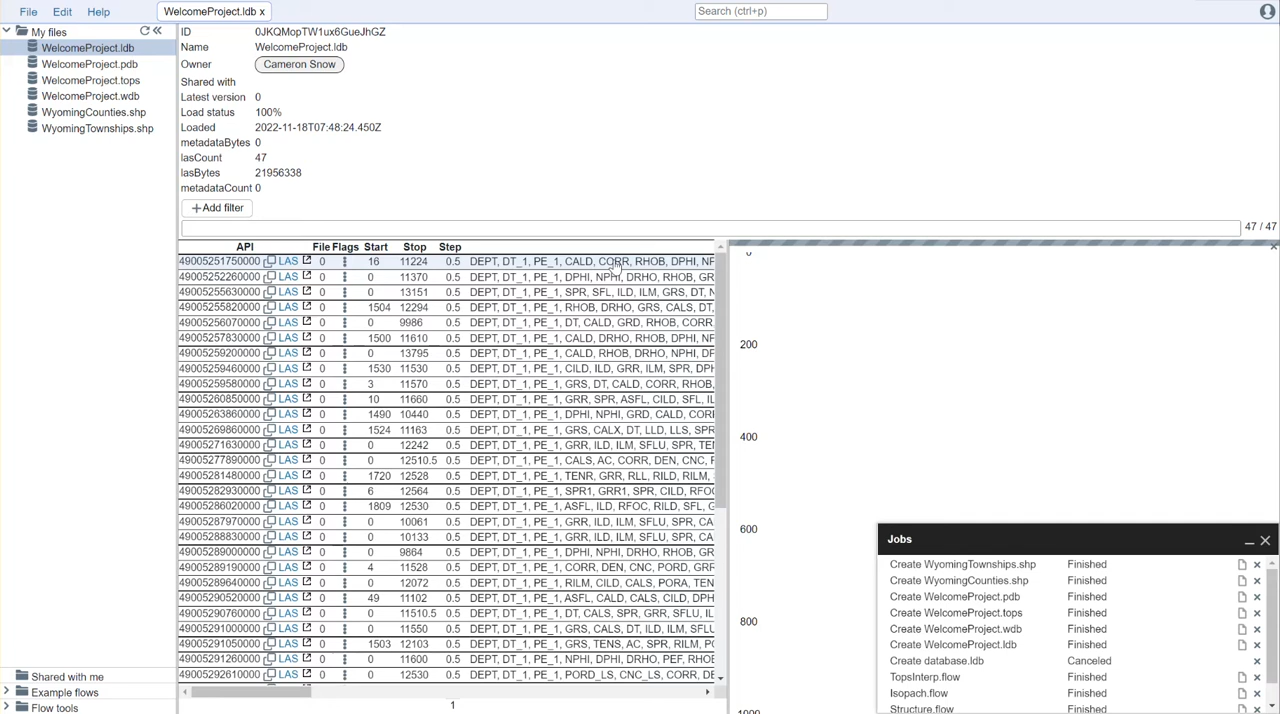 File Edit Help WelcomeProject.ldb x Search (ctrl+p)
My files
WelcomeProject.ldb
WelcomeProject.pdb
WelcomeProject.tops
WelcomeProject.wdb
WyomingCounties.shp
WyomingTownships.shp
Shared with me
Example flows
Flow tools
ID 0JKQMopTW1ux6GueJhGZ
Name WelcomeProject.ldb
Owner Cameron Snow
Shared with
Latest version 0
Load status 100%
Loaded 2022-11-18T07:48:24.450Z
metadataBytes 0
lasCount 47
lasBytes 21956338
metadataCount 0
+Add filter
47 / 47
API File Flags Start Stop Step
49005251750000 LAS 0 16 11224 0.5 DEPT, DT_1, PE_1, CALD, CORR, RHOB, DPHI, NF
49005252260000 LAS 0 0 11370 0.5 DEPT, DT_1, PE_1, DPHI, NPHI, DRHO, RHOB, GR
49005255630000 LAS 0 0 13151 0.5 DEPT, DT_1, PE_1, SPR, SFL, ILD, ILM, GRS, DT, N
49005255820000 LAS 0 1504 12294 0.5 DEPT, DT_1, PE_1, RHOB, DRHO, GRS, CALS, DT,
49005256070000 LAS 0 0 9986 0.5 DEPT, DT_1, PE_1, DT, CALD, GRD, RHOB, CORR,
49005257830000 LAS 0 1500 11610 0.5 DEPT, DT_1, PE_1, CALD, DRHO, RHOB, DPHI, NF
49005259200000 LAS 0 0 13795 0.5 DEPT, DT_1, PE_1, CALD, RHOB, DRHO, NPHI, DF
49005259460000 LAS 0 1530 11530 0.5 DEPT, DT_1, PE_1, CILD, ILD, GRR, ILM, SPR, DPH
49005259580000 LAS 0 3 11570 0.5 DEPT, DT_1, PE_1, GRS, DT, CALD, CORR, RHOB,
49005260850000 LAS 0 10 11660 0.5 DEPT, DT_1, PE_1, GRR, SPR, ASFL, CILD, SFL, IL
49005263860000 LAS 0 1490 10440 0.5 DEPT, DT_1, PE_1, DPHI, NPHI, GRD, CALD, CORR
49005269860000 LAS 0 1524 11163 0.5 DEPT, DT_1, PE_1, GRS, CALX, DT, LLD, LLS, SPR,
49005271630000 LAS 0 0 12242 0.5 DEPT, DT_1, PE_1, GRR, ILD, ILM, SFLU, SPR, TEN
49005277890000 LAS 0 0 12510.5 0.5 DEPT, DT_1, PE_1, CALS, AC, CORR, DEN, CNC, F
49005281480000 LAS 0 1720 12528 0.5 DEPT, DT_1, PE_1, TENR, GRR, RLL, RILD, RILM,
49005282930000 LAS 0 6 12564 0.5 DEPT, DT_1, PE_1, SPR1, GRR1, SPR, CILD, RFOC
49005286020000 LAS 0 1809 12530 0.5 DEPT, DT_1, PE_1, ASFL, ILD, RFOC, RILD, SFL, G
49005287970000 LAS 0 0 10061 0.5 DEPT, DT_1, PE_1, GRR, ILD, ILM, SFLU, SPR, CA
49005288830000 LAS 0 0 10133 0.5 DEPT, DT_1, PE_1, GRR, ILD, ILM, SFLU, SPR, CAL
49005289000000 LAS 0 0 9864 0.5 DEPT, DT_1, PE_1, DPHI, NPHI, DRHO, RHOB, GR
49005289190000 LAS 0 4 11528 0.5 DEPT, DT_1, PE_1, CORR, DEN, CNC, PORD, GRR
49005289640000 LAS 0 0 12072 0.5 DEPT, DT_1, PE_1, RILM, CILD, CALS, PORA, TEN
49005290520000 LAS 0 49 11102 0.5 DEPT, DT_1, PE_1, ASFL, CILD, CALD, CALS, GRS
49005290760000 LAS 0 0 11510.5 0.5 DEPT, DT_1, PE_1, DT, CALS, SPR, GRR, SFLU, IL
49005291000000 LAS 0 0 11550 0.5 DEPT, DT_1, PE_1, GRS, CALS, DT, ILD, ILM, SFLU
49005291050000 LAS 0 1503 12103 0.5 DEPT, DT_1, PE_1, GRS, TENS, AC, SPR, RILM, PC
49005291260000 LAS 0 0 11600 0.5 DEPT, DT_1, PE_1, NPHI, DPHI, DRHO, PEF, RHOB
49005292610000 LAS 0 0 12530 0.5 DEPT, DT_1, PE_1, PORD_LS, CNC_LS, CORR, DE
1
0
200
400
600
800
1000
Jobs
Create WyomingTownships.shp Finished
Create WyomingCounties.shp Finished
Create WelcomeProject.pdb Finished
Create WelcomeProject.tops Finished
Create WelcomeProject.wdb Finished
Create WelcomeProject.ldb Finished
Create database.ldb Canceled
TopsInterp.flow Finished
Isopach.flow Finished
Structure.flow Finished